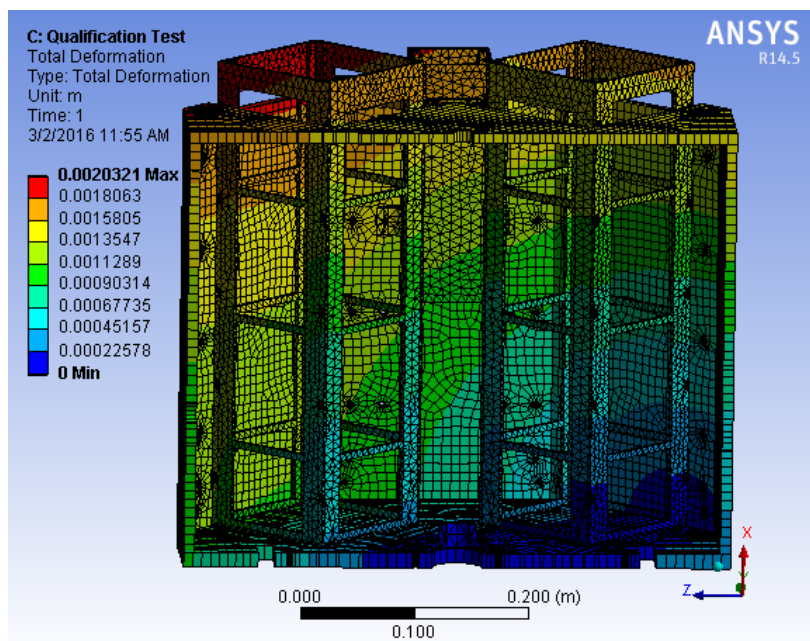 C: Qualification Test
Total Deformation
Type: Total Deformation
Unit: m
Time: 1
3/2/2016 11:55 AM
ANSYS
R14.5
0.0020321 Max
0.0018063
0.0015805
0.0013547
0.0011289
0.00090314
0.00067735
0.00045157
0.00022578
0 Min
X
Y
Z
0.000
0.200 (m)
0.100